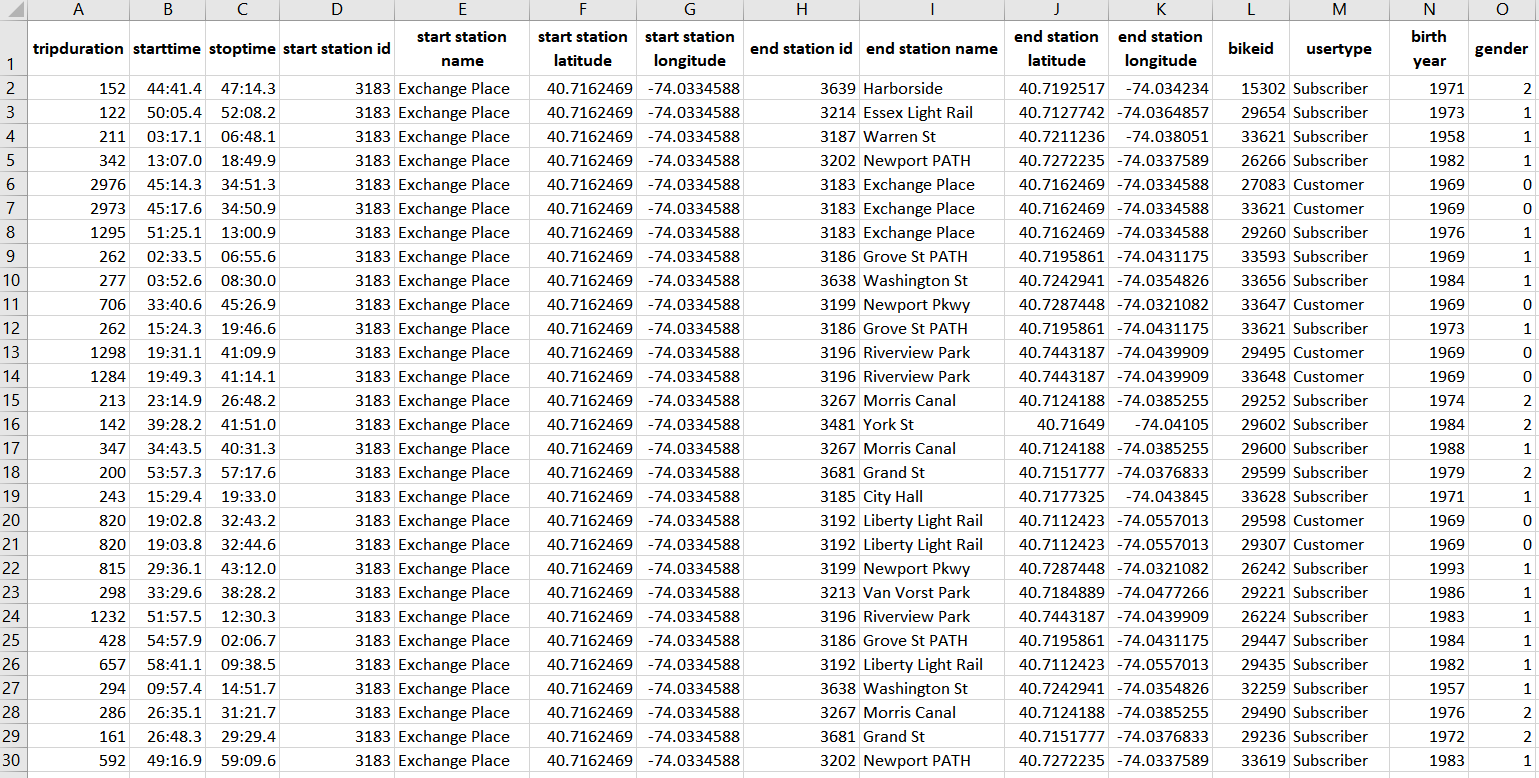 A B C D E F G H I J K L M N O
1 tripduration starttime stoptime start station id start station name start station latitude start station longitude end station id end station name end station latitude end station longitude bikeid usertype birth year gender
2 152 44:41.4 47:14.3 3183 Exchange Place 40.7162469 -74.0334588 3639 Harborside 40.7192517 -74.034234 15302 Subscriber 1971 2
3 122 50:05.4 52:08.2 3183 Exchange Place 40.7162469 -74.0334588 3214 Essex Light Rail 40.7127742 -74.0364857 29654 Subscriber 1973 1
4 211 03:17.1 06:48.1 3183 Exchange Place 40.7162469 -74.0334588 3187 Warren St 40.7211236 -74.038051 33621 Subscriber 1958 1
5 342 13:07.0 18:49.9 3183 Exchange Place 40.7162469 -74.0334588 3202 Newport PATH 40.7272235 -74.0337589 26266 Subscriber 1982 1
6 2976 45:14.3 34:51.3 3183 Exchange Place 40.7162469 -74.0334588 3183 Exchange Place 40.7162469 -74.0334588 27083 Customer 1969 0
7 2973 45:17.6 34:50.9 3183 Exchange Place 40.7162469 -74.0334588 3183 Exchange Place 40.7162469 -74.0334588 33621 Customer 1969 0
8 1295 51:25.1 13:00.9 3183 Exchange Place 40.7162469 -74.0334588 3183 Exchange Place 40.7162469 -74.0334588 29260 Subscriber 1976 1
9 262 02:33.5 06:55.6 3183 Exchange Place 40.7162469 -74.0334588 3186 Grove St PATH 40.7195861 -74.0431175 33593 Subscriber 1969 1
10 277 03:52.6 08:30.0 3183 Exchange Place 40.7162469 -74.0334588 3638 Washington St 40.7242941 -74.0354826 33656 Subscriber 1984 1
11 706 33:40.6 45:26.9 3183 Exchange Place 40.7162469 -74.0334588 3199 Newport Pkwy 40.7287448 -74.0321082 33647 Customer 1969 0
12 262 15:24.3 19:46.6 3183 Exchange Place 40.7162469 -74.0334588 3186 Grove St PATH 40.7195861 -74.0431175 33621 Subscriber 1973 1
13 1298 19:31.1 41:09.9 3183 Exchange Place 40.7162469 -74.0334588 3196 Riverview Park 40.7443187 -74.0439909 29495 Customer 1969 0
14 1284 19:49.3 41:14.1 3183 Exchange Place 40.7162469 -74.0334588 3196 Riverview Park 40.7443187 -74.0439909 33648 Customer 1969 0
15 213 23:14.9 26:48.2 3183 Exchange Place 40.7162469 -74.0334588 3267 Morris Canal 40.7124188 -74.0385255 29252 Subscriber 1974 2
16 142 39:28.2 41:51.0 3183 Exchange Place 40.7162469 -74.0334588 3481 York St 40.71649 -74.04105 29602 Subscriber 1984 2
17 347 34:43.5 40:31.3 3183 Exchange Place 40.7162469 -74.0334588 3267 Morris Canal 40.7124188 -74.0385255 29600 Subscriber 1988 1
18 200 53:57.3 57:17.6 3183 Exchange Place 40.7162469 -74.0334588 3681 Grand St 40.7151777 -74.0376833 29599 Subscriber 1979 2
19 243 15:29.4 19:33.0 3183 Exchange Place 40.7162469 -74.0334588 3185 City Hall 40.7177325 -74.043845 33628 Subscriber 1971 1
20 820 19:02.8 32:43.2 3183 Exchange Place 40.7162469 -74.0334588 3192 Liberty Light Rail 40.7112423 -74.0557013 29598 Customer 1969 0
21 820 19:03.8 32:44.6 3183 Exchange Place 40.7162469 -74.0334588 3192 Liberty Light Rail 40.7112423 -74.0557013 29307 Customer 1969 0
22 815 29:36.1 43:12.0 3183 Exchange Place 40.7162469 -74.0334588 3199 Newport Pkwy 40.7287448 -74.0321082 26242 Subscriber 1993 1
23 298 33:29.6 38:28.2 3183 Exchange Place 40.7162469 -74.0334588 3213 Van Vorst Park 40.7184889 -74.0477266 29221 Subscriber 1986 1
24 1232 51:57.5 12:30.3 3183 Exchange Place 40.7162469 -74.0334588 3196 Riverview Park 40.7443187 -74.0439909 26224 Subscriber 1983 1
25 428 54:57.9 02:06.7 3183 Exchange Place 40.7162469 -74.0334588 3186 Grove St PATH 40.7195861 -74.0431175 29447 Subscriber 1984 1
26 657 58:41.1 09:38.5 3183 Exchange Place 40.7162469 -74.0334588 3192 Liberty Light Rail 40.7112423 -74.0557013 29435 Subscriber 1982 1
27 294 09:57.4 14:51.7 3183 Exchange Place 40.7162469 -74.0334588 3638 Washington St 40.7242941 -74.0354826 32259 Subscriber 1957 1
28 286 26:35.1 31:21.7 3183 Exchange Place 40.7162469 -74.0334588 3267 Morris Canal 40.7124188 -74.0385255 29490 Subscriber 1976 2
29 161 26:48.3 29:29.4 3183 Exchange Place 40.7162469 -74.0334588 3681 Grand St 40.7151777 -74.0376833 29236 Subscriber 1972 2
30 592 49:16.9 59:09.6 3183 Exchange Place 40.7162469 -74.0334588 3202 Newport PATH 40.7272235 -74.0337589 33619 Subscriber 1983 1